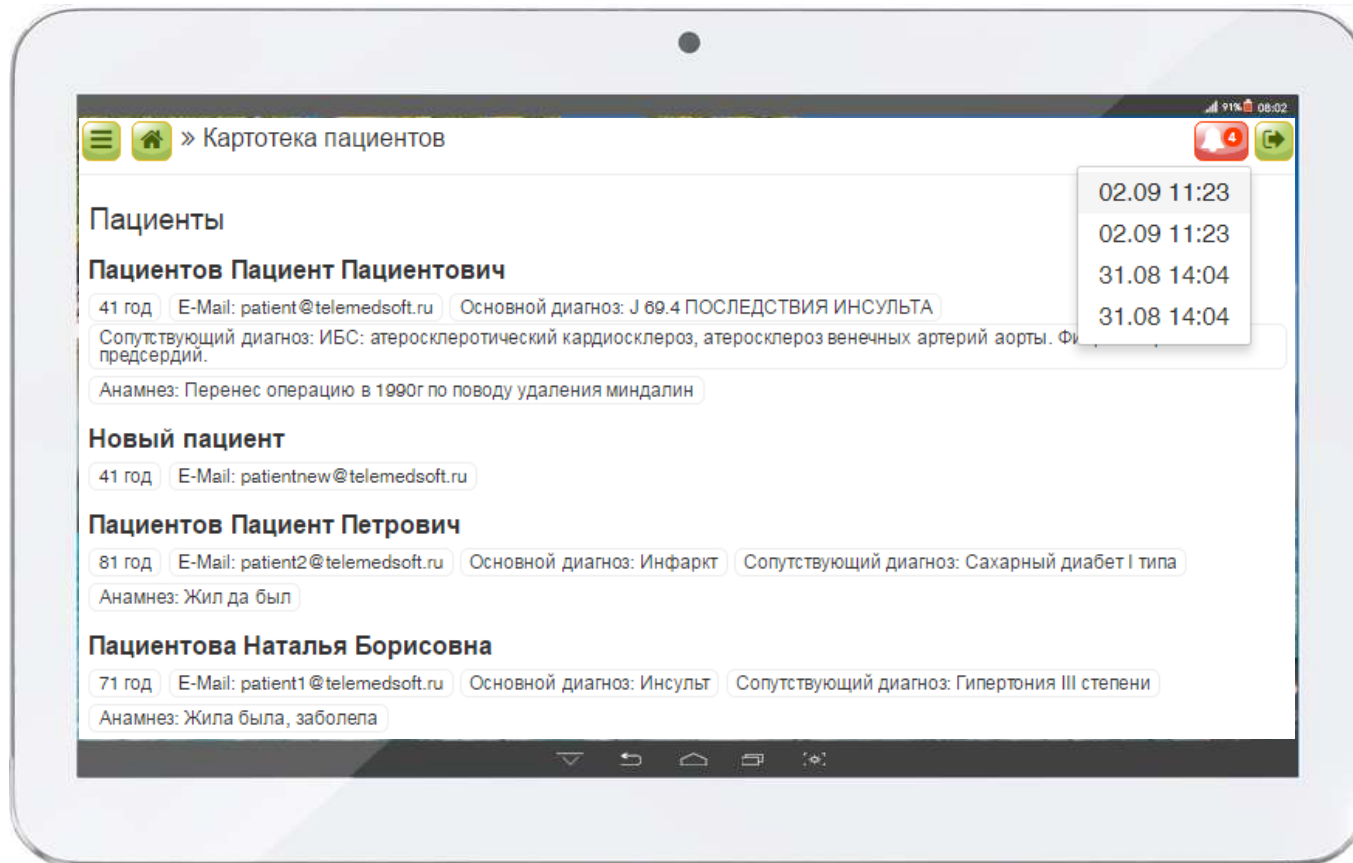 91% 08:02
» Картотека пациентов
4
02.09 11:23
02.09 11:23
31.08 14:04
31.08 14:04
Пациенты
Пациентов Пациент Пациентович
41 год E-Mail: patient@telemedsoft.ru Основной диагноз: J 69.4 ПОСЛЕДСТВИЯ ИНСУЛЬТА
Сопутствующий диагноз: ИБС: атеросклеротический кардиосклероз, атеросклероз венечных артерий аорты.
предсердий.
Анамнез: Перенес операцию в 1990г по поводу удаления миндалин
Новый пациент
41 год E-Mail: patientnew@telemedsoft.ru
Пациентов Пациент Петрович
81 год E-Mail: patient2@telemedsoft.ru Основной диагноз: Инфаркт Сопутствующий диагноз: Сахарный диабет I типа
Анамнез: Жил да был
Пациентова Наталья Борисовна
71 год E-Mail: patient1@telemedsoft.ru Основной диагноз: Инсульт Сопутствующий диагноз: Гипертония III степени
Анамнез: Жила была, заболела